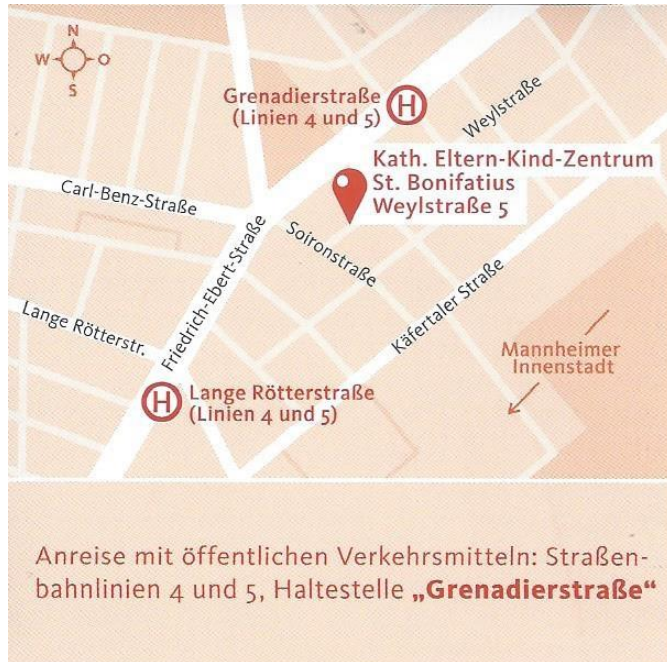 N
W O
S
Grenadierstraße
(Linien 4 und 5)
H
Weylstraße
Kath. Eltern-Kind-Zentrum
St. Bonifatius
Weylstraße 5
Carl-Benz-Straße
Soironstraße
Friedrich-Ebert-Straße
Käfertaler Straße
Lange Rötterstr.
Mannheimer
Innenstadt
H
Lange Rötterstraße
(Linien 4 und 5)
Anreise mit öffentlichen Verkehrsmitteln: Straßen-
bahnlinien 4 und 5, Haltestelle „Grenadierstraße“